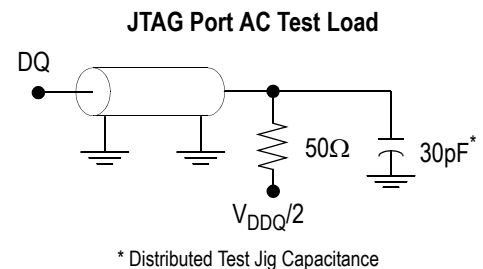 JTAG Port AC Test Load
DQ
50Ω
30pF*
VDDQ/2
* Distributed Test Jig Capacitance